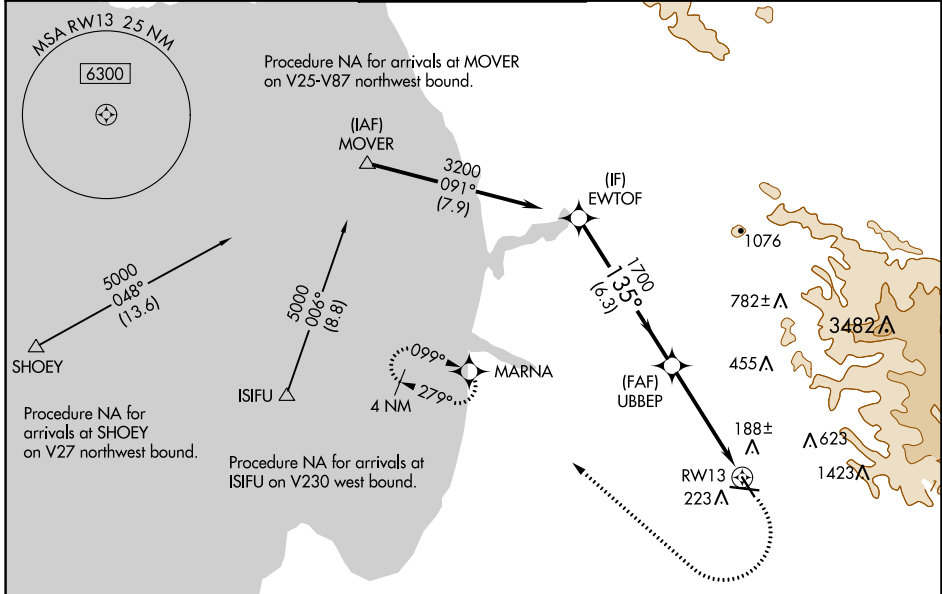 MSA RW13 25 NM
6300
Procedure NA for arrivals at MOVER
on V25-V87 northwest bound.
(IAF)
MOVER
3200
091°
(7.9)
(IF)
EWTOF
1076
5000
048°
(13.6)
5000
006°
(8.8)
1700
135°
(6.3)
782±
3482
SHOEY
099°
MARNA
279°
4 NM
ISIFU
455
(FAF)
UBBEP
Procedure NA for
arrivals at SHOEY
on V27 northwest bound.
188±
623
Procedure NA for arrivals at
ISIFU on V230 west bound.
RW13
1423
223